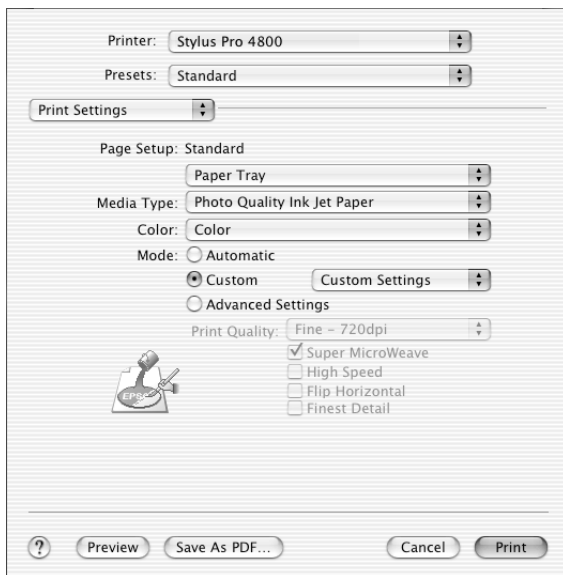 Printer: Stylus Pro 4800
Presets: Standard
Print Settings
Page Setup: Standard
Paper Tray
Media Type: Photo Quality Ink Jet Paper
Color: Color
Mode: Automatic
Custom Custom Settings
Advanced Settings
Print Quality: Fine - 720dpi
Super MicroWeave
High Speed
Flip Horizontal
Finest Detail
EPSO
? Preview Save As PDF... Cancel Print